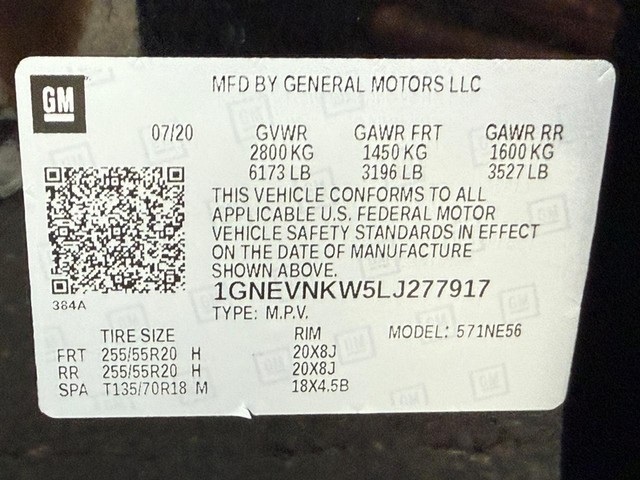 GM
MFD BY GENERAL MOTORS LLC
07/20 GVWR GAWR FRT GAWR RR
2800 KG 1450 KG 1600 KG
6173 LB 3196 LB 3527 LB
THIS VEHICLE CONFORMS TO ALL
APPLICABLE U.S. FEDERAL MOTOR
VEHICLE SAFETY STANDARDS IN EFFECT
ON THE DATE OF MANUFACTURE
SHOWN ABOVE.
1GNEVNKW5LJ277917
384A
TYPE: M.P.V.
TIRE SIZE RIM MODEL: 571NE56
FRT 255/55R20 H 20X8J
RR 255/55R20 H 20X8J
SPA T135/70R18 M 18X4.5B